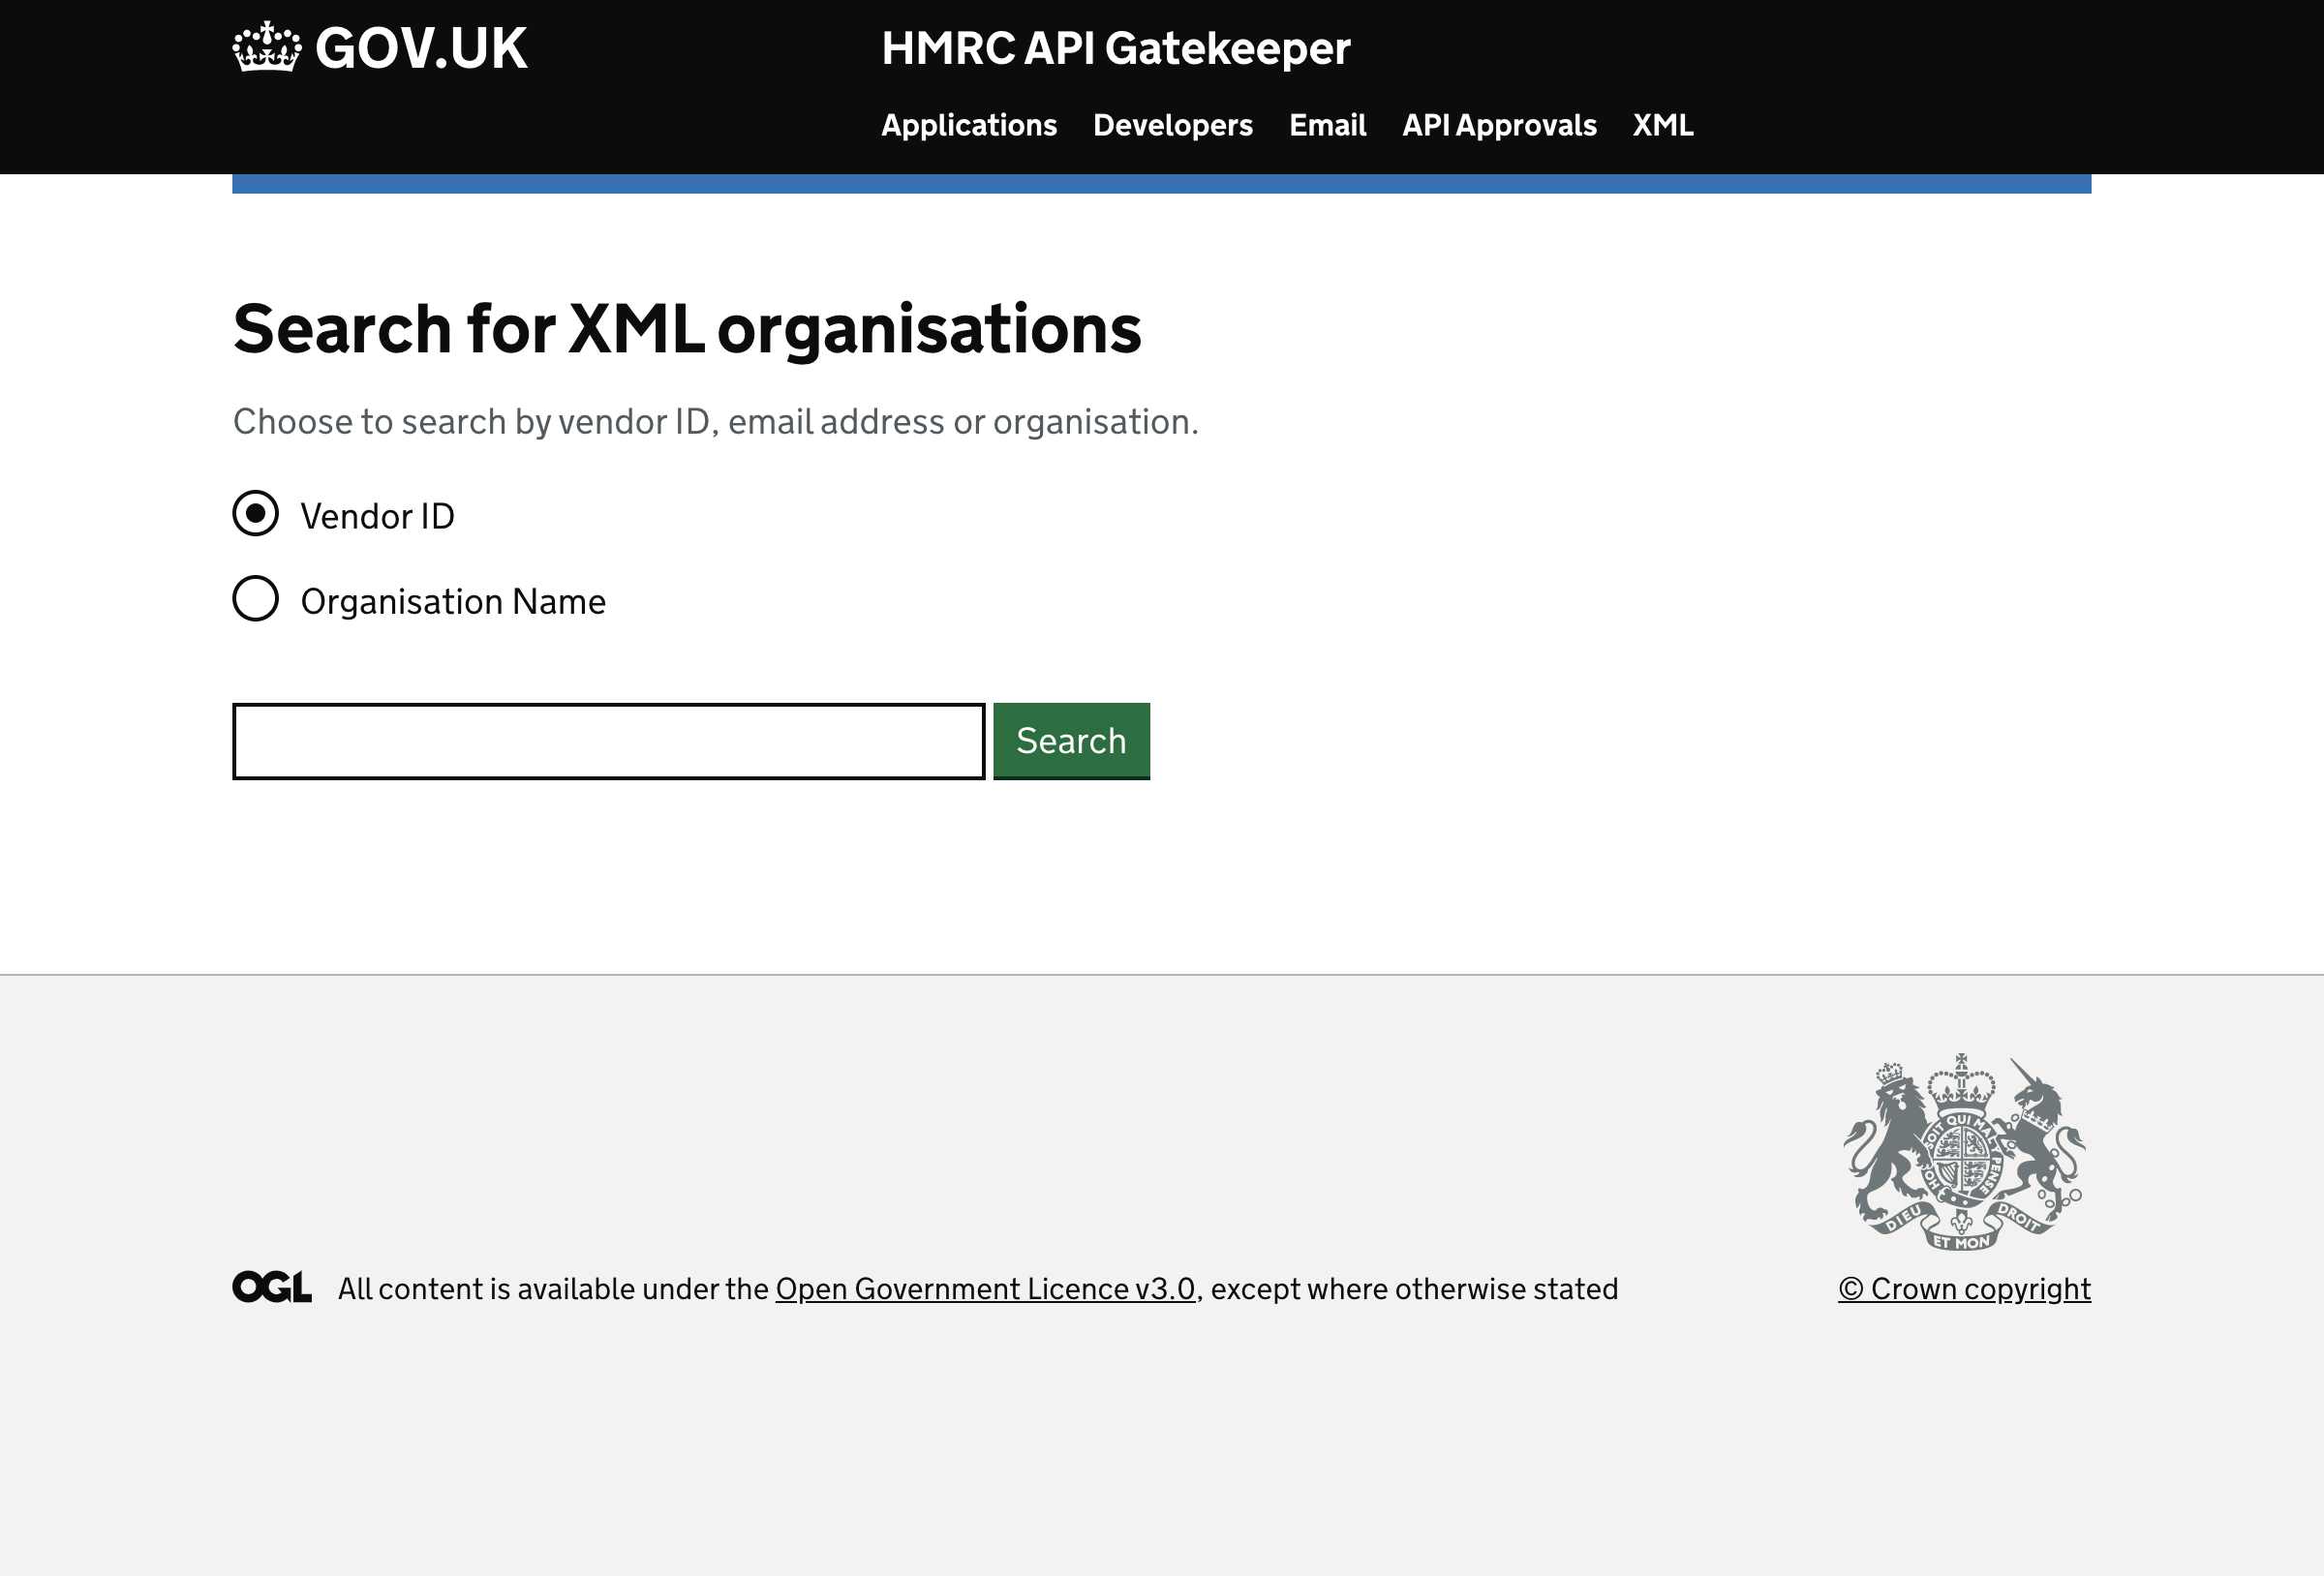 GOV.UK
HMRC API Gatekeeper
Applications Developers Email API Approvals XML
Search for XML organisations
Choose to search by vendor ID, email address or organisation.
Vendor ID
Organisation Name
Search
SOIT QUI MAL Y PENSE
HO
DIEU ET MON DROIT
OGL All content is available under the Open Government Licence v3.0, except where otherwise stated
© Crown copyright